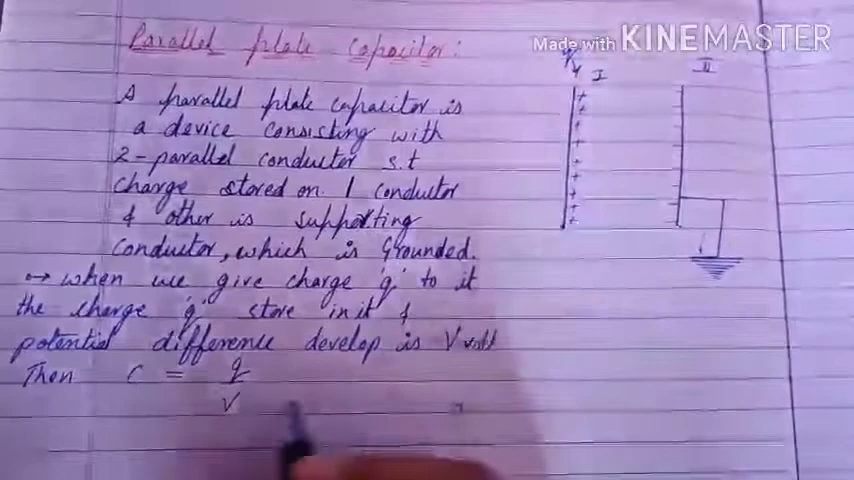 Parallel plate capacitor:
Made with KINEMASTER
I
II
A parallel plate capacitor is
a device consisting with
2-parallel conductor s.t
charge stored on 1 conductor
& other is supporting
conductor, which is Grounded.
→ when we give charge 'q' to it
the charge 'q' store in it &
potential difference develop is V volt
Then C = q
V